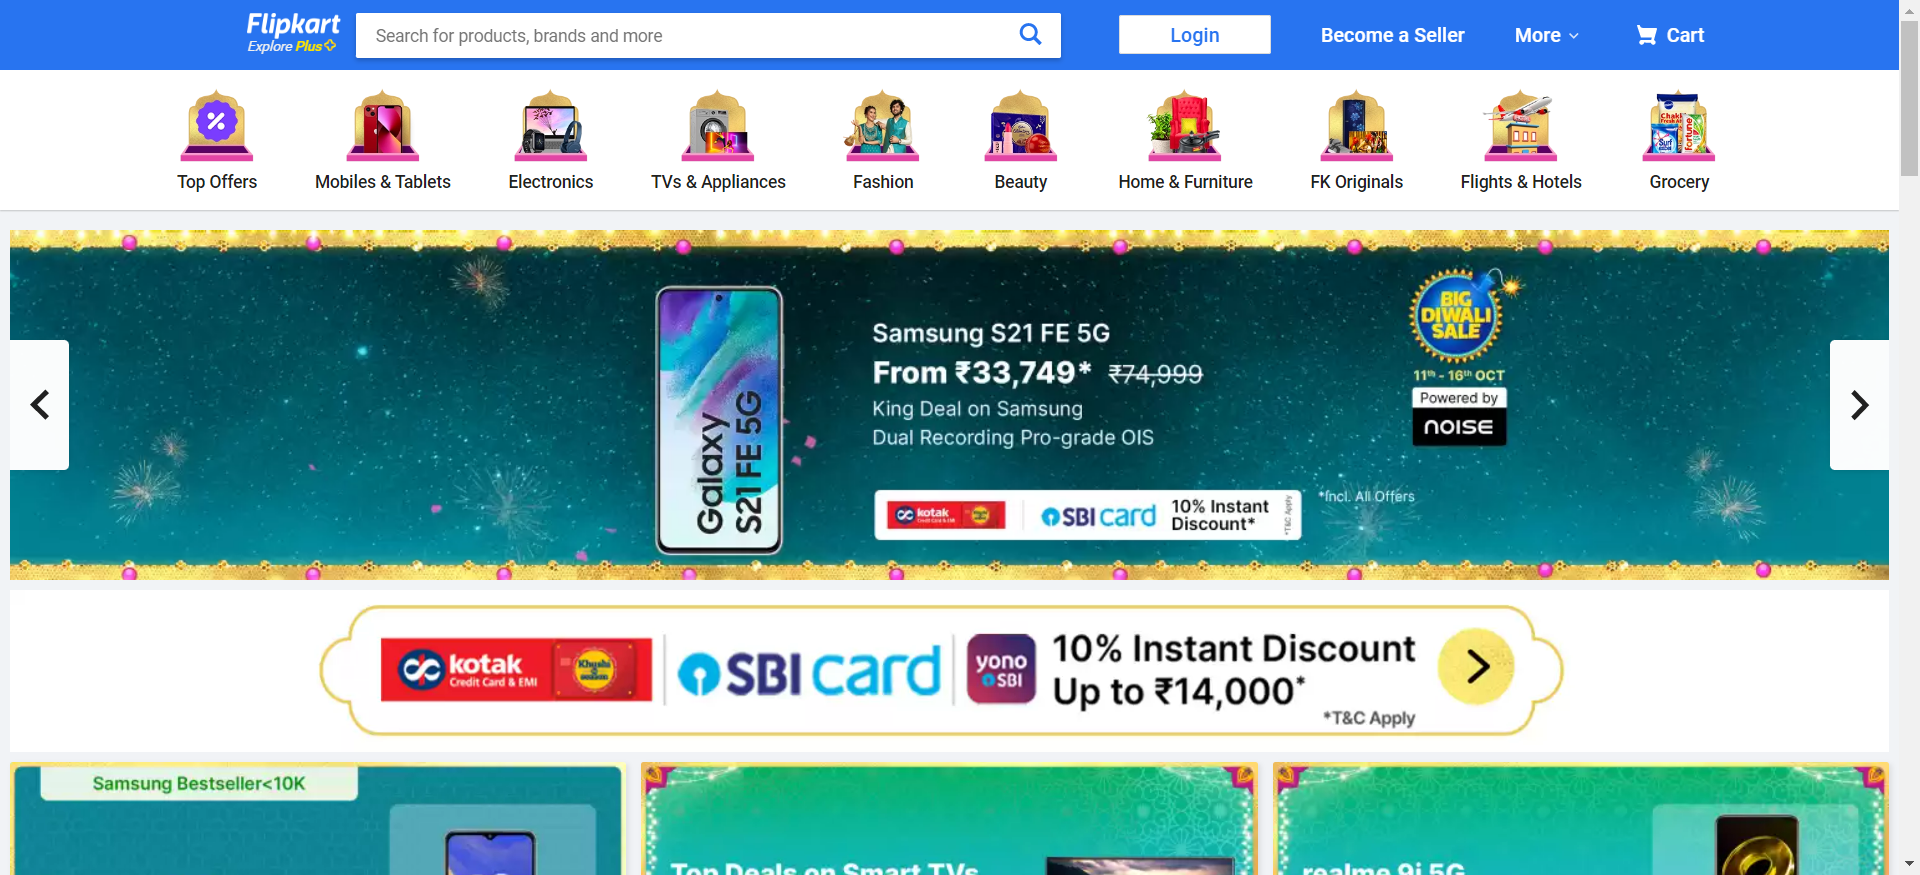 Flipkart
Explore Plus
Search for products, brands and more
Login
Become a Seller
More
Cart
Top Offers
Mobiles & Tablets
Electronics
TVs & Appliances
Fashion
Beauty
Home & Furniture
FK Originals
Flights & Hotels
Grocery
Galaxy
S21 FE 5G
Samsung S21 FE 5G
From ₹33,749* ₹74,999
King Deal on Samsung
Dual Recording Pro-grade OIS
BIG
DIWALI
SALE
11th - 16th OCT
Powered by
NOISE
kotak
Credit Card & EMI
SBI card
10% Instant
Discount*
*T&C Apply
*Incl. All Offers
kotak
Credit Card & EMI
Khushi
SBI card
yono
SBI
10% Instant Discount
Up to ₹14,000*
*T&C Apply
Samsung Bestseller<10K
Top Deals on Smart TVs
realme 9i 5G